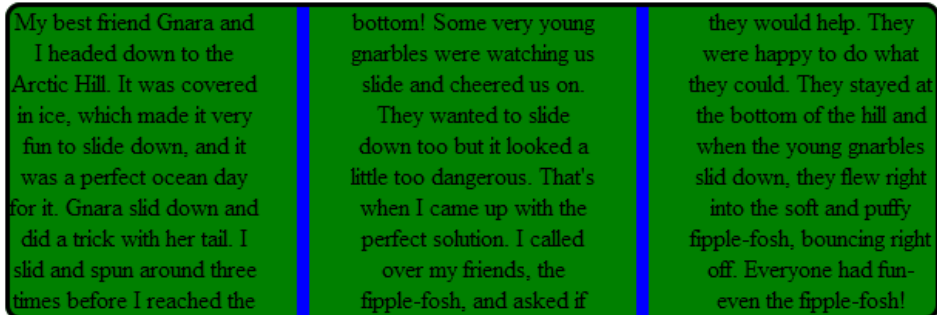 My best friend Gnara and
I headed down to the
Arctic Hill. It was covered
in ice, which made it very
fun to slide down, and it
was a perfect ocean day
for it. Gnara slid down and
did a trick with her tail. I
slid and spun around three
times before I reached the
bottom! Some very young
gnarbles were watching us
slide and cheered us on.
They wanted to slide
down too but it looked a
little too dangerous. That's
when I came up with the
perfect solution. I called
over my friends, the
fipple-fosh, and asked if
they would help. They
were happy to do what
they could. They stayed at
the bottom of the hill and
when the young gnarbles
slid down, they flew right
into the soft and puffy
fipple-fosh, bouncing right
off. Everyone had fun-
even the fipple-fosh!